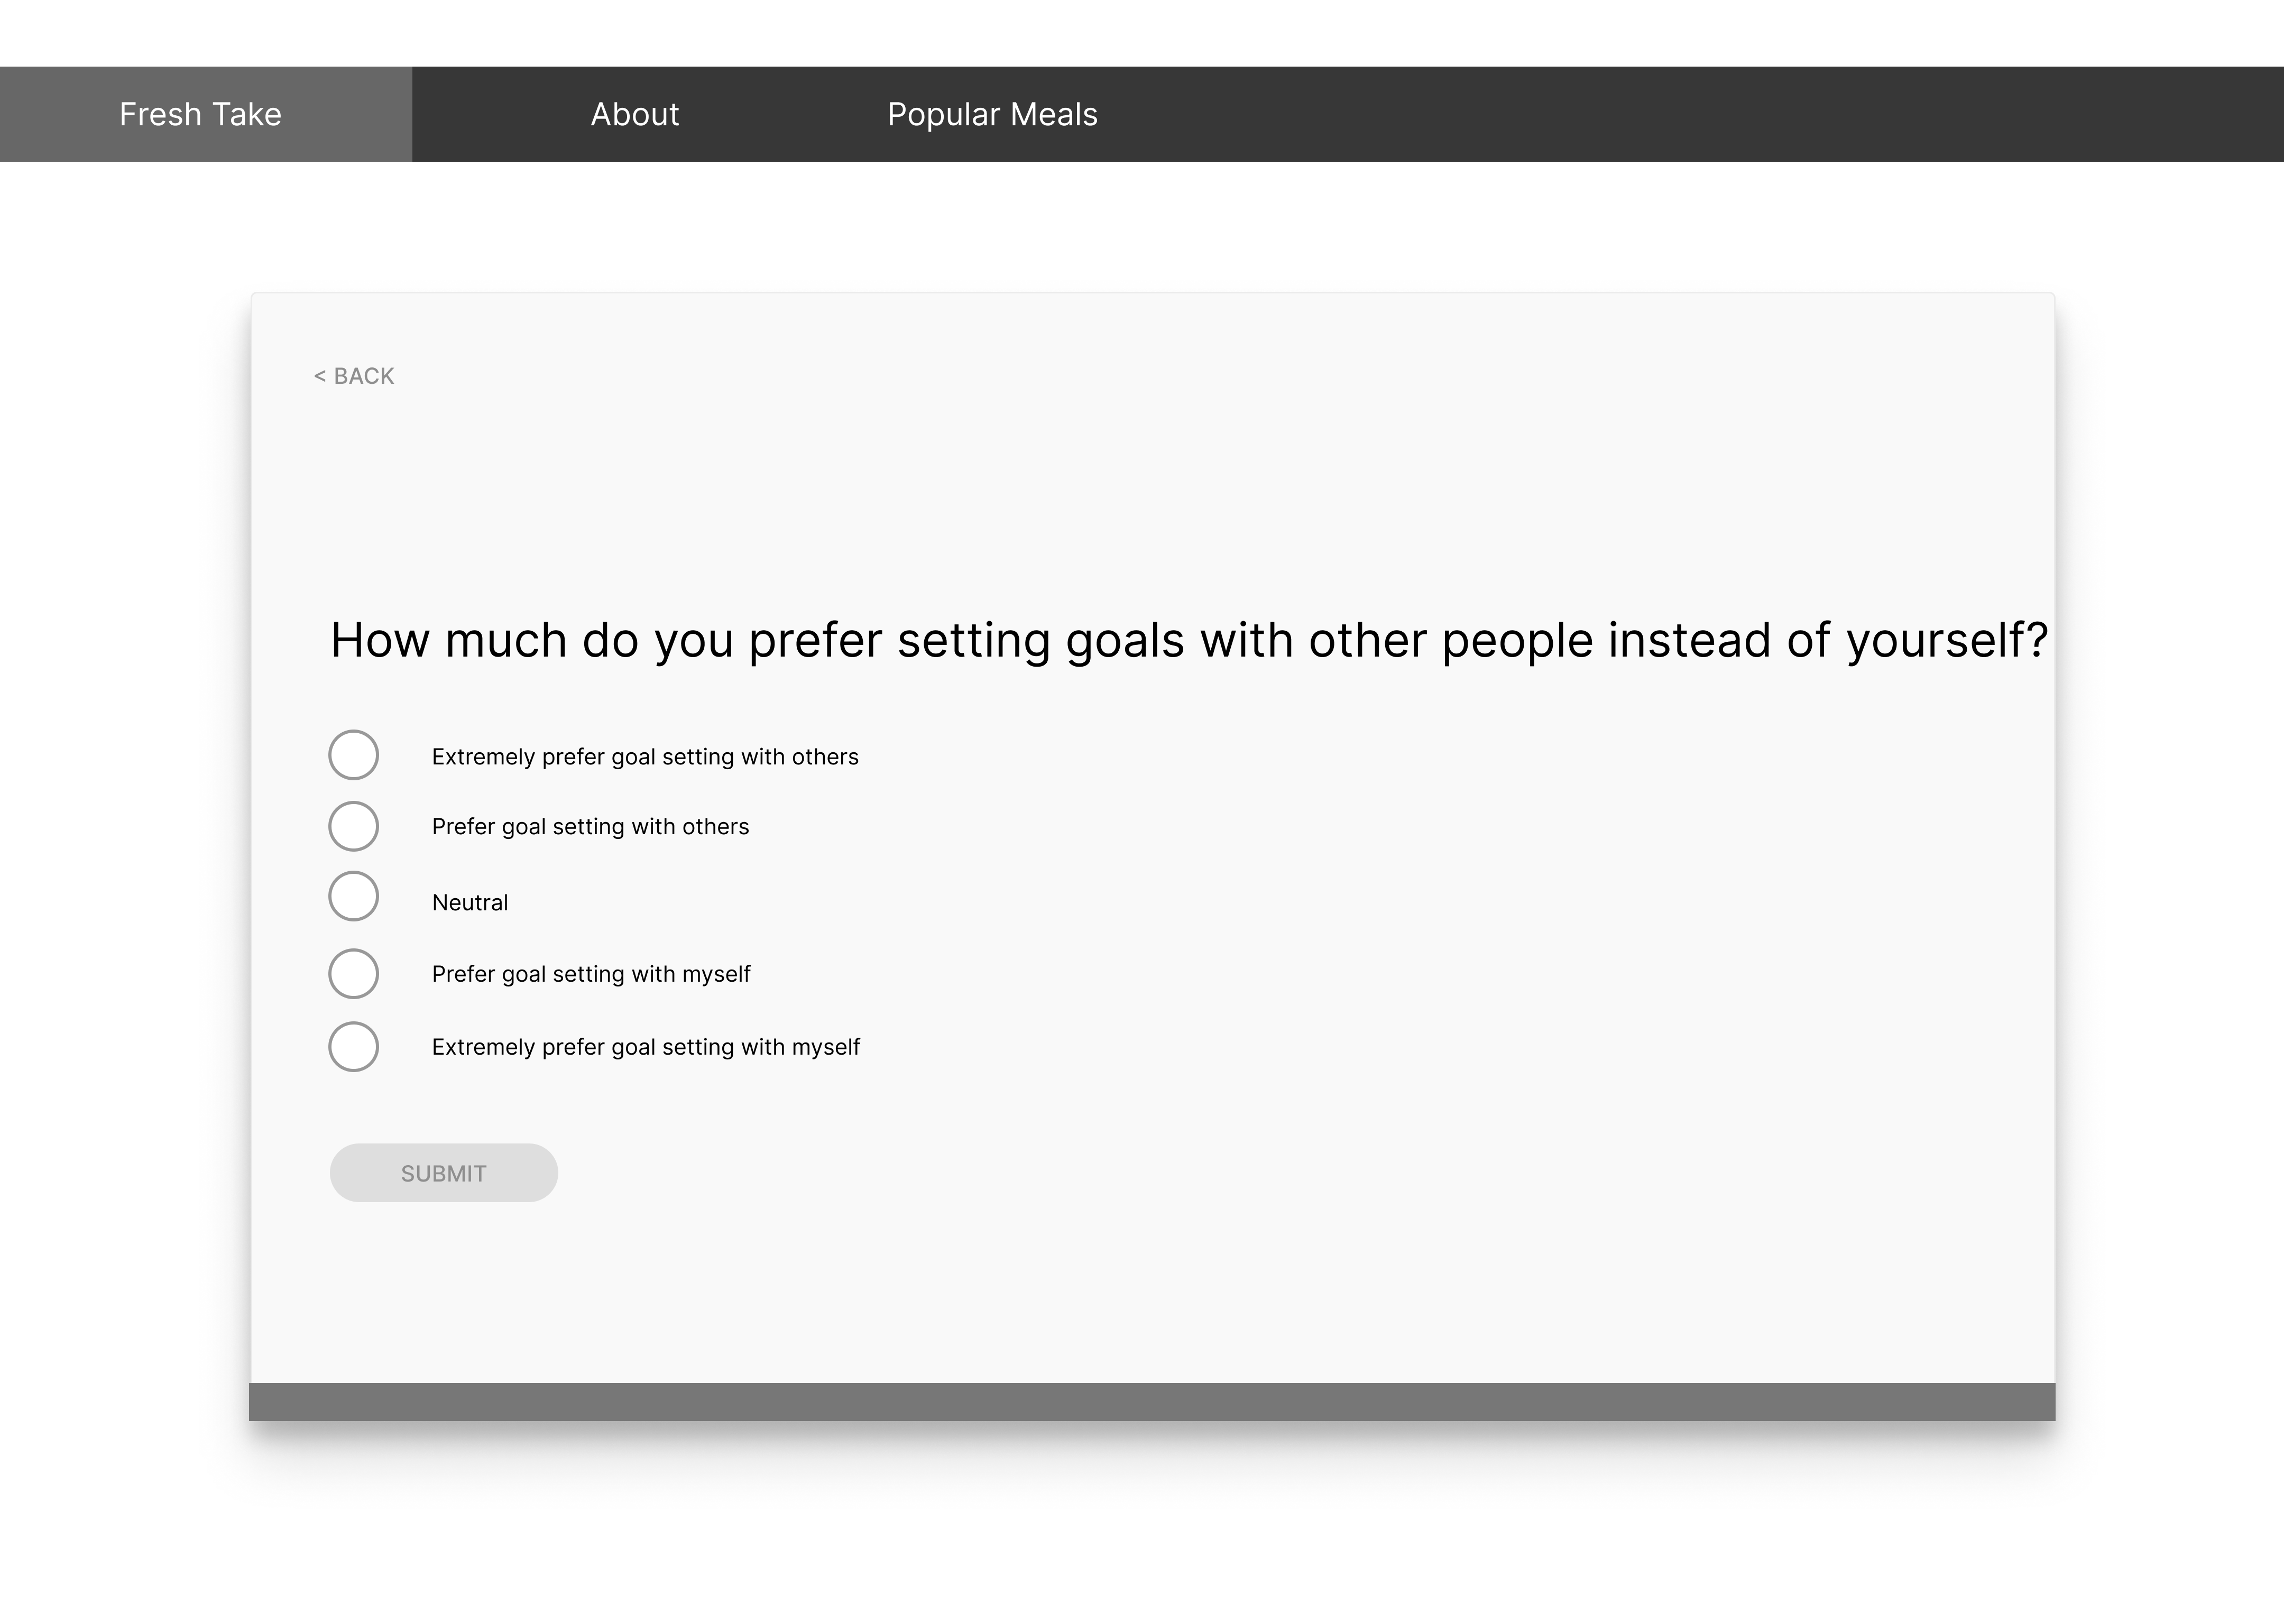 Fresh Take
About
Popular Meals
< BACK
How much do you prefer setting goals with other people instead of yourself?
Extremely prefer goal setting with others
Prefer goal setting with others
Neutral
Prefer goal setting with myself
Extremely prefer goal setting with myself
SUBMIT